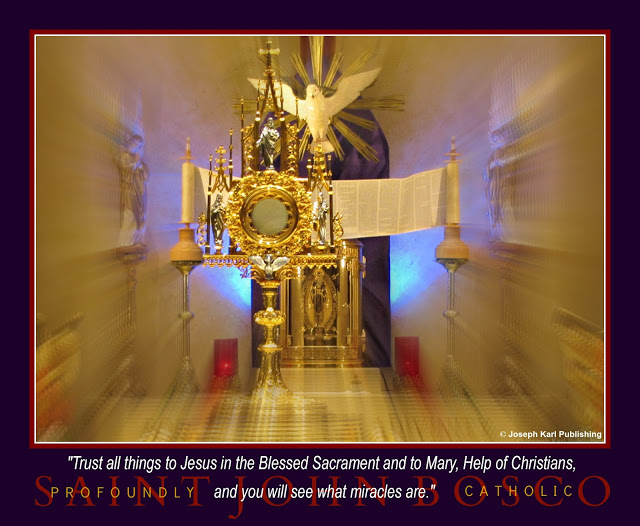 © Joseph Karl Publishing
"Trust all things to Jesus in the Blessed Sacrament and to Mary, Help of Christians,
and you will see what miracles are."
PROFOUNDLY CATHOLIC
SAINT JOHN BOSCO